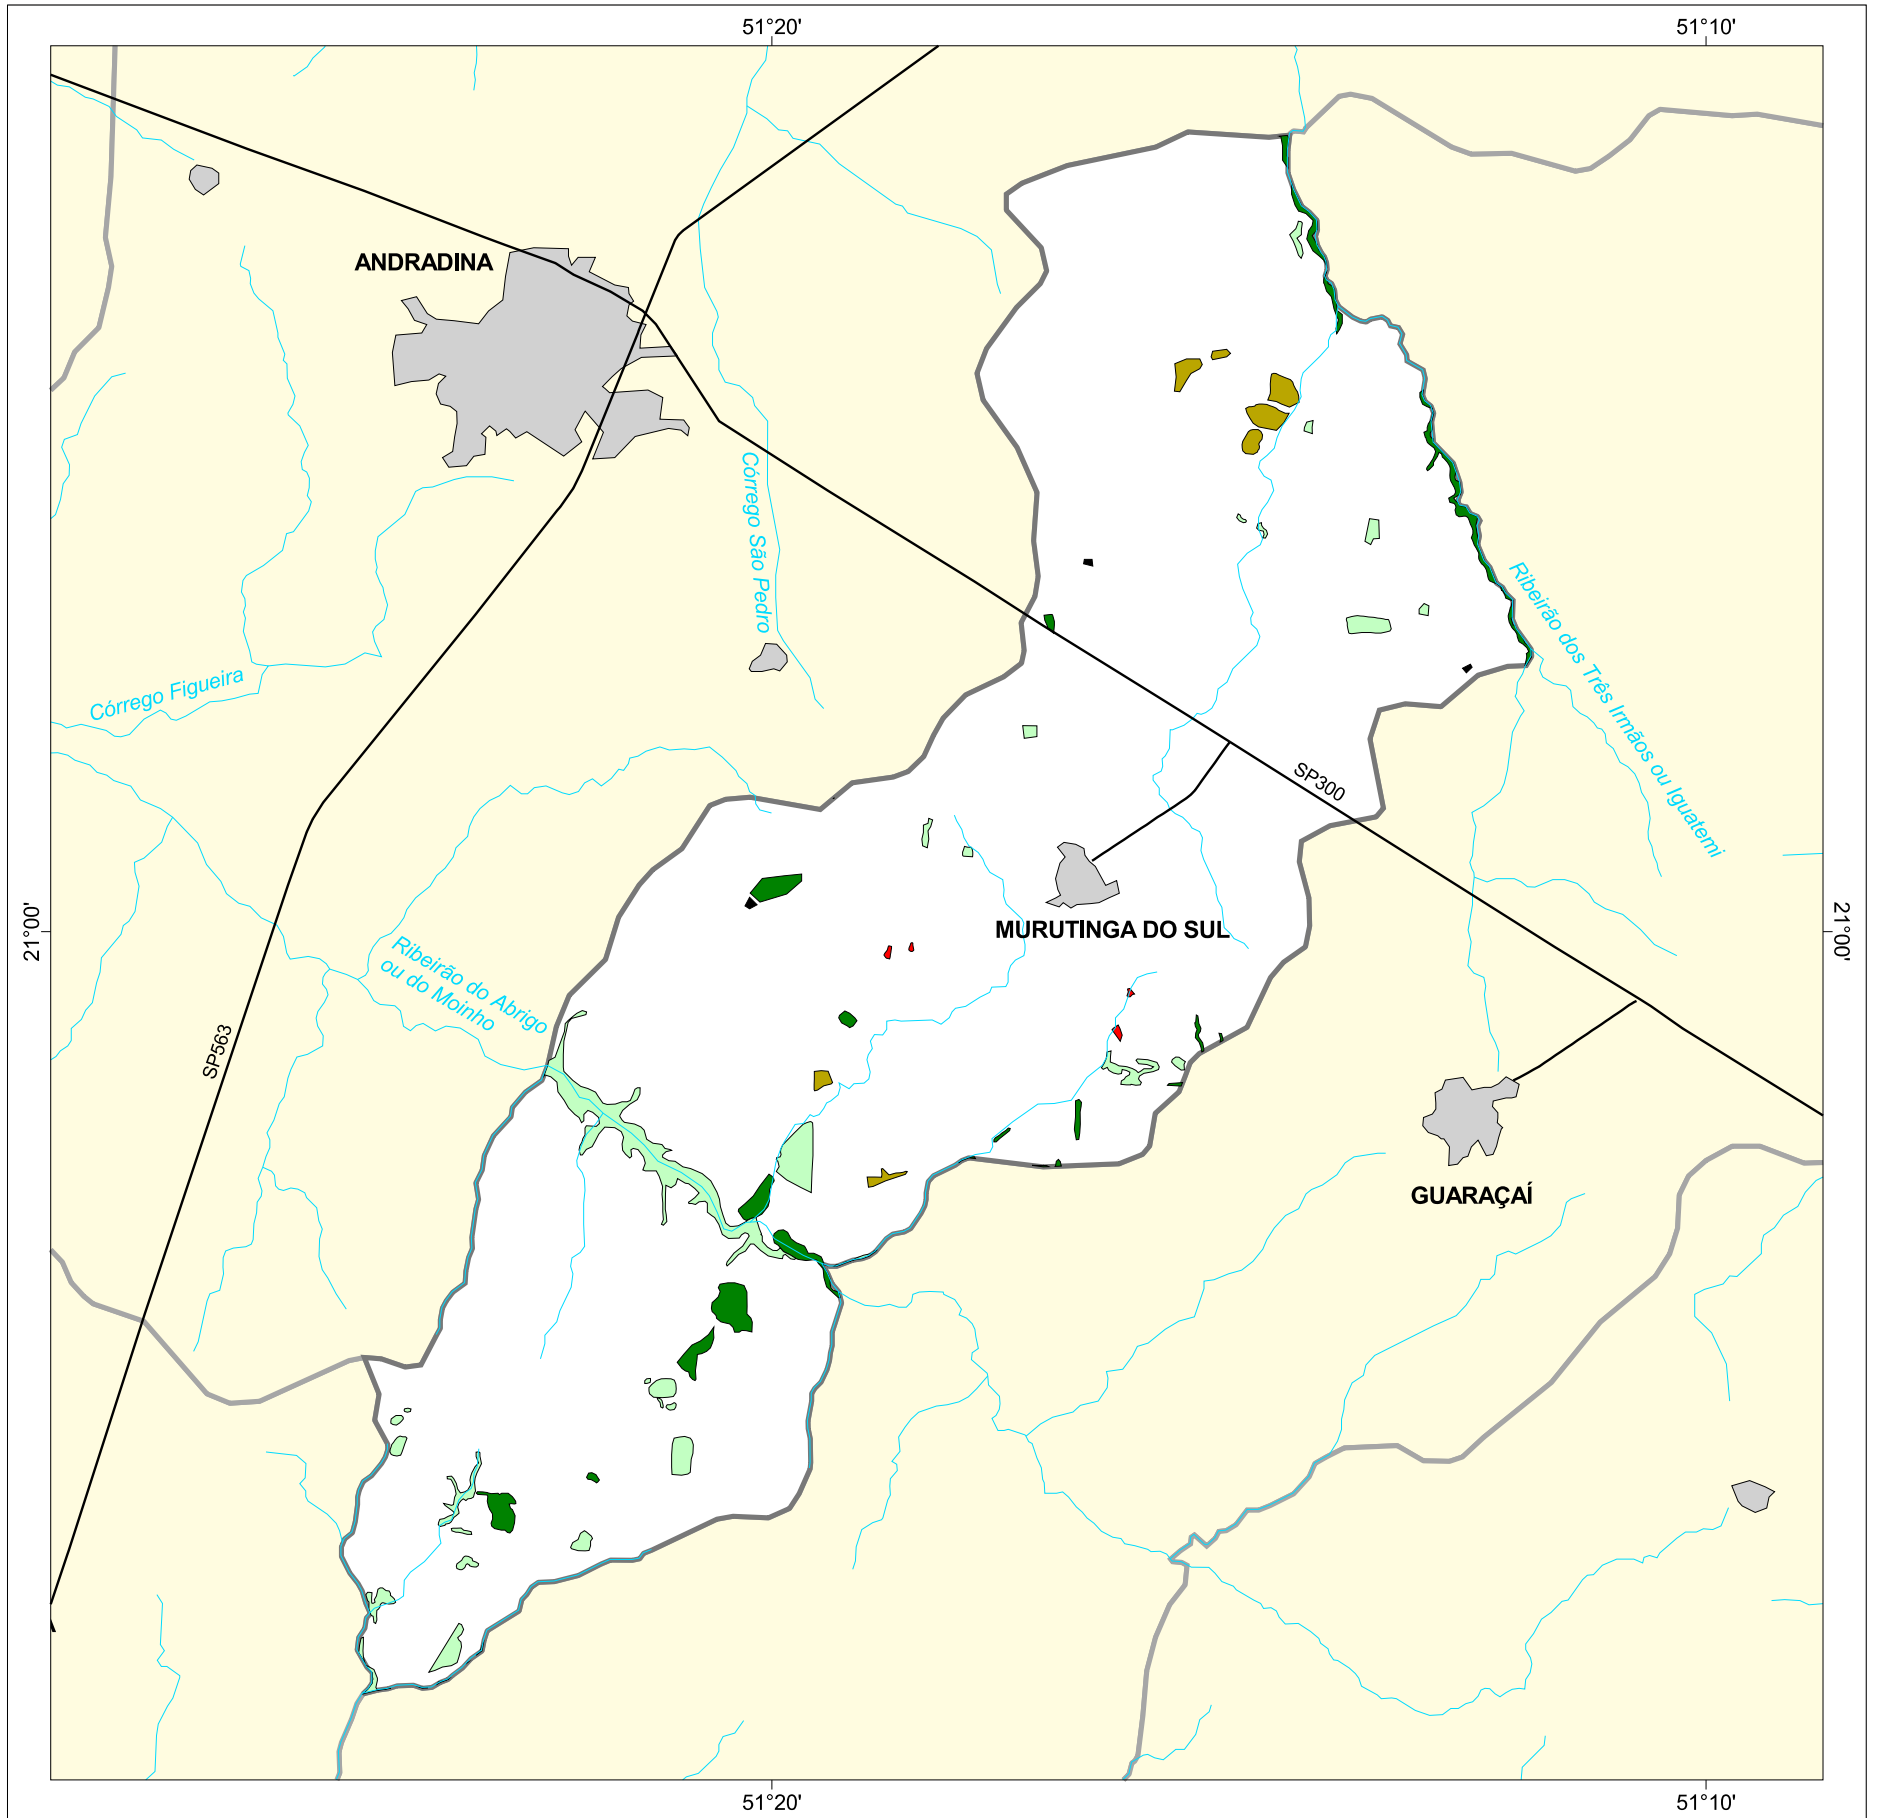 51°20'
51°10'
ANDRADINA
Córrego São Pedro
Ribeirão dos Três Irmãos ou Iguatemi
Córrego Figueira
SP300
21°00'
MURUTINGA DO SUL
21°00'
Ribeirão do Abrigo
ou do Moinho
SP563
GUARAÇAÍ
51°20'
51°10'